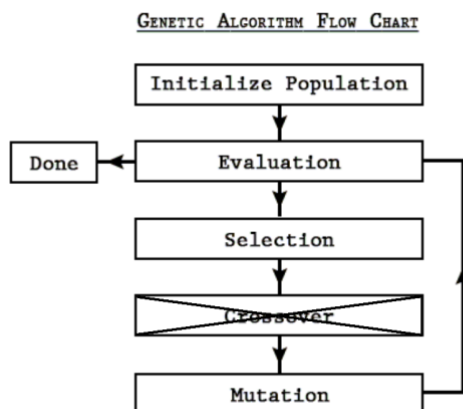 Genetic Algorithm Flow Chart
Initialize Population
Done
Evaluation
Selection
Crossover
Mutation